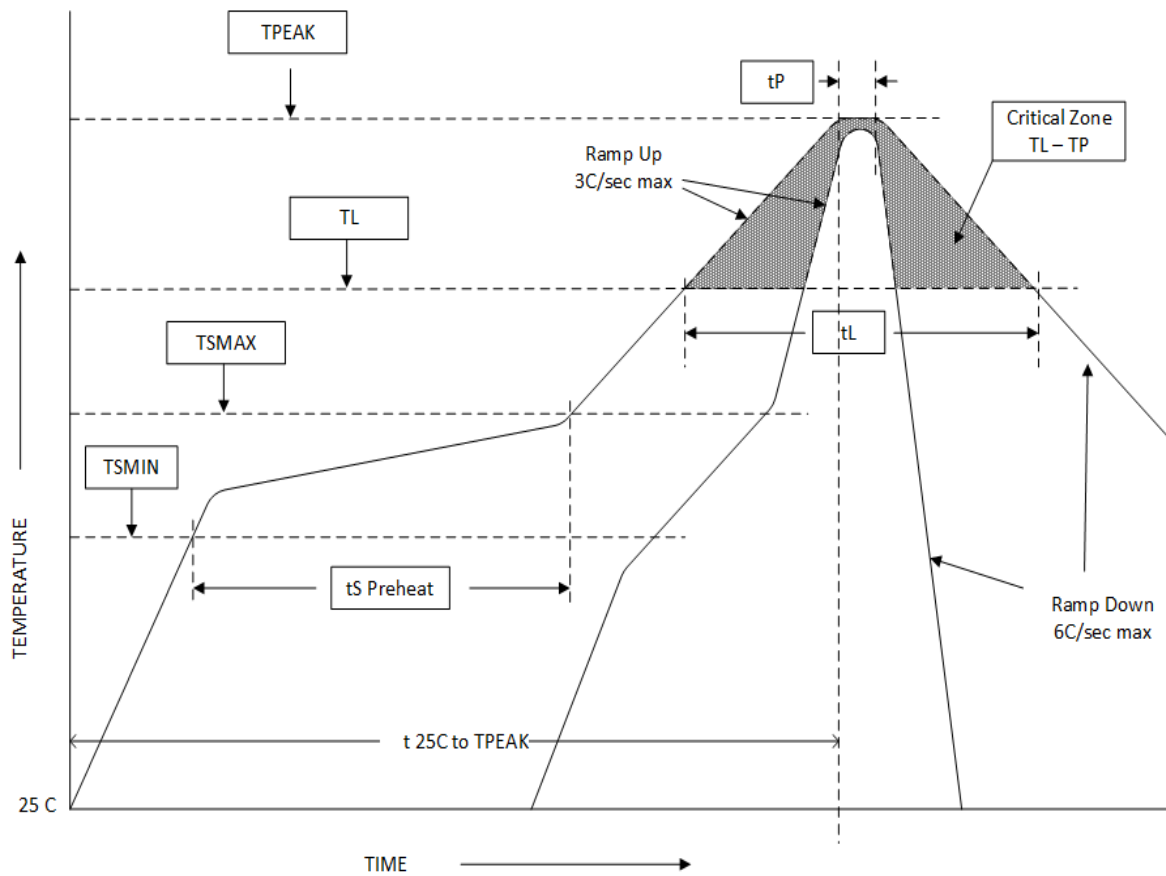 TPEAK
tP
Critical Zone
TL – TP
Ramp Up
3C/sec max
TL
TSMAX
tL
TSMIN
tS Preheat
Ramp Down
6C/sec max
TEMPERATURE
t 25C to TPEAK
25 C
TIME